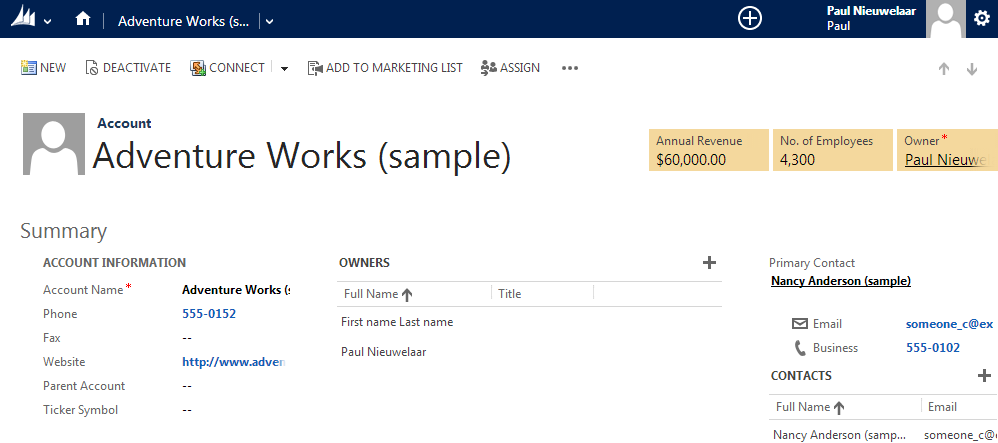 Adventure Works (s...
Paul Nieuwelaar
Paul
NEW DEACTIVATE CONNECT ADD TO MARKETING LIST ASSIGN
Account
Adventure Works (sample)
Annual Revenue No. of Employees Owner*
$60,000.00 4,300 Paul Nieuwe
Summary
ACCOUNT INFORMATION
Account Name* Adventure Works (s
Phone 555-0152
Fax --
Website http://www.adven
Parent Account --
Ticker Symbol --
OWNERS
Full Name Title
First name Last name
Paul Nieuwelaar
Primary Contact
Nancy Anderson (sample)
Email someone_c@ex
Business 555-0102
CONTACTS
Full Name Email
Nancy Anderson (samp... someone_c@